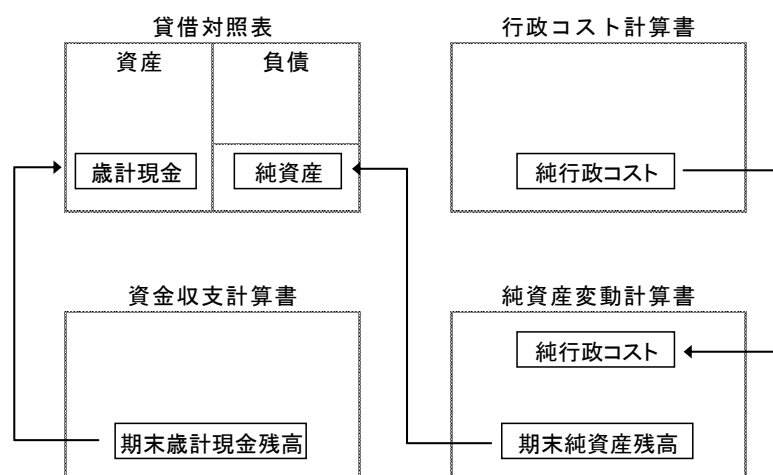 貸借対照表
資産
負債
歳計現金
純資産
行政コスト計算書
純行政コスト
資金収支計算書
期末歳計現金残高
純資産変動計算書
純行政コスト
期末純資産残高